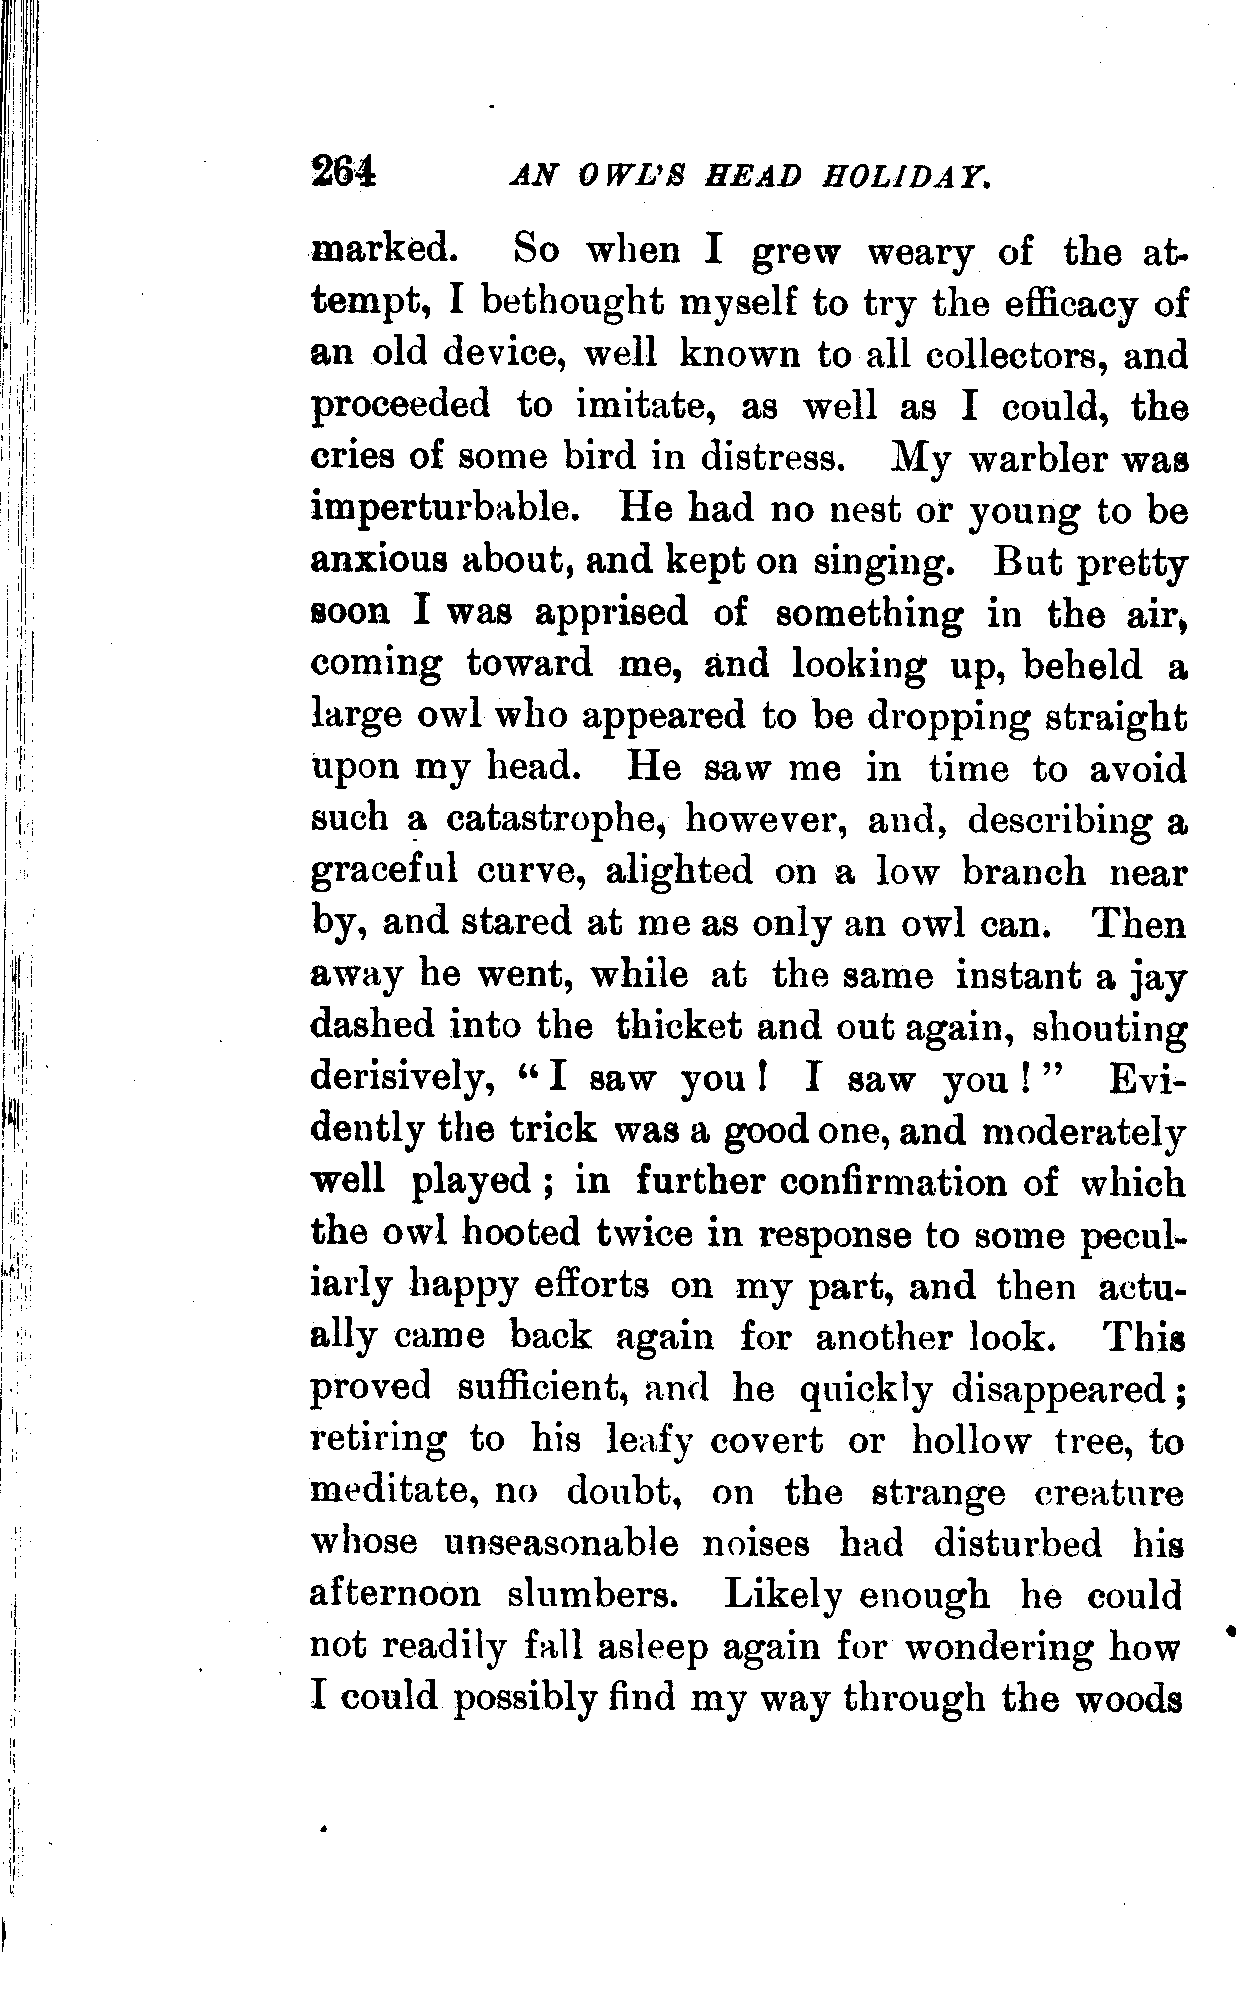 264 AN OWL'S HEAD HOLIDAY.
marked. So when I grew weary of the at-
tempt, I bethought myself to try the efficacy of
an old device, well known to all collectors, and
proceeded to imitate, as well as I could, the
cries of some bird in distress. My warbler was
imperturbable. He had no nest or young to be
anxious about, and kept on singing. But pretty
soon I was apprised of something in the air,
coming toward me, and looking up, beheld a
large owl who appeared to be dropping straight
upon my head. He saw me in time to avoid
such a catastrophe, however, and, describing a
graceful curve, alighted on a low branch near
by, and stared at me as only an owl can. Then
away he went, while at the same instant a jay
dashed into the thicket and out again, shouting
derisively, “I saw you! I saw you!” Evi-
dently the trick was a good one, and moderately
well played; in further confirmation of which
the owl hooted twice in response to some pecul-
iarly happy efforts on my part, and then actu-
ally came back again for another look. This
proved sufficient, and he quickly disappeared;
retiring to his leafy covert or hollow tree, to
meditate, no doubt, on the strange creature
whose unseasonable noises had disturbed his
afternoon slumbers. Likely enough he could
not readily fall asleep again for wondering how
I could possibly find my way through the woods